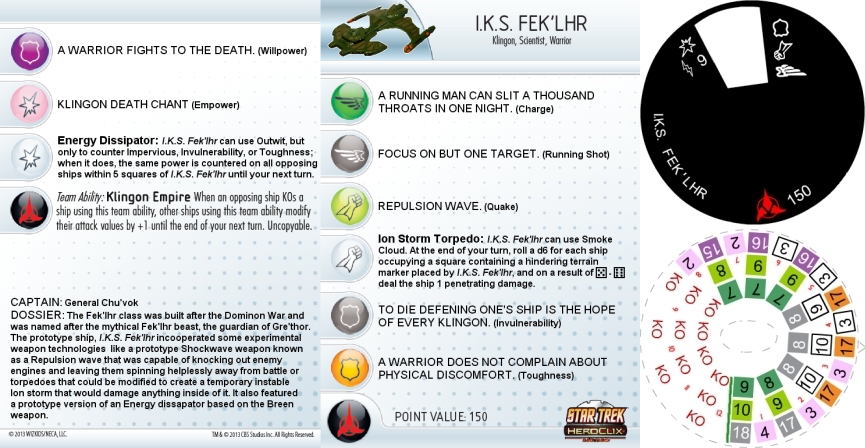 A WARRIOR FIGHTS TO THE DEATH. (Willpower)
KLINGON DEATH CHANT (Empower)
Energy Dissipator: I.K.S. Fek'lhr can use Outwit, but
only to counter Impervious, Invulnerability, or Toughness;
when it does, the same power is countered on all opposing
ships within 5 squares of I.K.S. Fek'lhr until your next turn.
Team Ability: Klingon Empire When an opposing ship KOs a
ship using this team ability, other ships using this team ability modify
their attack values by +1 until the end of your next turn. Uncopyable.
CAPTAIN: General Chu'vok
DOSSIER: The Fek'lhr class was built after the Dominon War and
was named after the mythical Fek'lhr beast, the guardian of Gre'thor.
The prototype ship, I.K.S. Fek'lhr incooperated some experimental
weapon technologies like a prototype Shockwave weapon known
as a Repulsion wave that was capable of knocking out enemy
engines and leaving them spinning helplessly away from battle or
torpedoes that could be modified to create a temporary instable
Ion storm that would damage anything inside of it. It also featured
a prototype version of an Energy dissapator based on the Breen
weapon.
© 2013 WIZKIDS/NECA, LLC.
TM & © 2013 CBS Studios Inc. All Rights Reserved.
I.K.S. FEK'LHR
Klingon, Scientist, Warrior
A RUNNING MAN CAN SLIT A THOUSAND
THROATS IN ONE NIGHT. (Charge)
FOCUS ON BUT ONE TARGET. (Running Shot)
REPULSION WAVE. (Quake)
Ion Storm Torpedo: I.K.S. Fek'lhr can use Smoke
Cloud. At the end of your turn, roll a d6 for each ship
occupying a square containing a hindering terrain
marker placed by I.K.S. Fek'lhr, and on a result of
deal the ship 1 penetrating damage.
TO DIE DEFENING ONE'S SHIP IS THE HOPE
OF EVERY KLINGON. (Invulnerability)
A WARRIOR DOES NOT COMPLAIN ABOUT
PHYSICAL DISCOMFORT. (Toughness)
POINT VALUE: 150
STAR TREK
HEROCLIX
9
I.K.S. FEK'LHR
150
2 15 2 16 3 16 3 17
8 8 9 9 9
7 7 7 8
KO KO KO KO KO KO KO KO
4 3 17 3 17 3 17 4 18
10 10 9 10
8 8 8 9